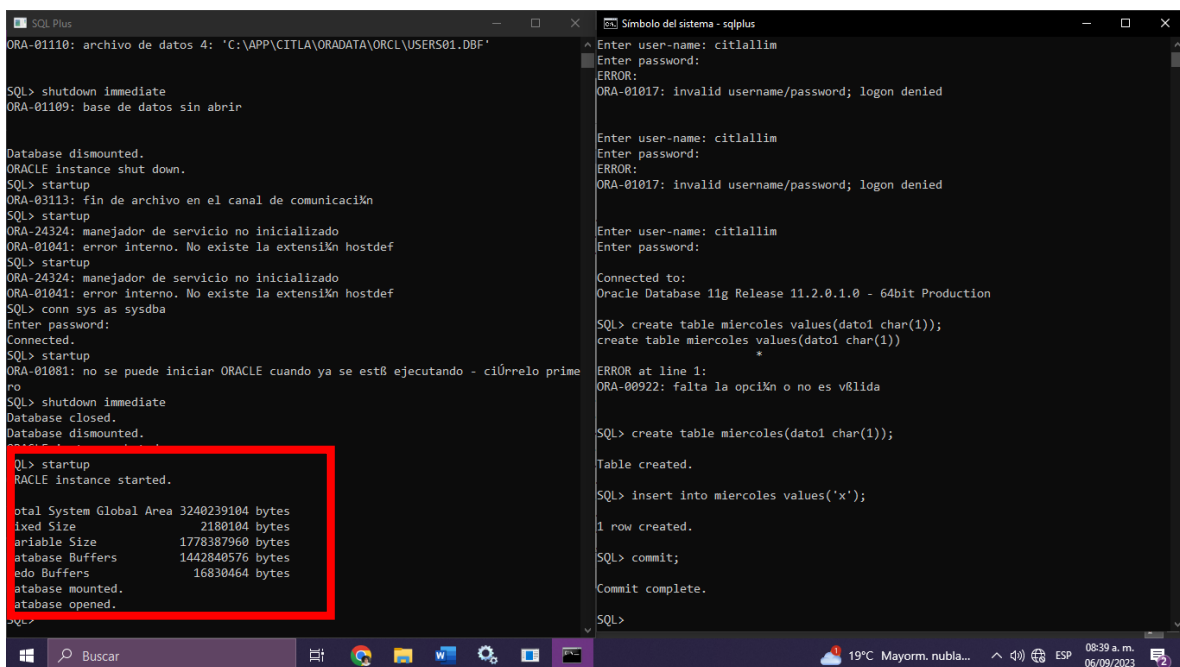 SQL Plus
ORA-01110: archivo de datos 4: 'C:\APP\CITLA\ORADATA\ORCL\USERS01.DBF'
SQL> shutdown immediate
ORA-01109: base de datos sin abrir
Database dismounted.
ORACLE instance shut down.
SQL> startup
ORA-03113: fin de archivo en el canal de comunicaci¾n
SQL> startup
ORA-24324: manejador de servicio no inicializado
ORA-01041: error interno. No existe la extensi¾n hostdef
SQL> startup
ORA-24324: manejador de servicio no inicializado
ORA-01041: error interno. No existe la extensi¾n hostdef
SQL> conn sys as sysdba
Enter password:
Connected.
SQL> startup
ORA-01081: no se puede iniciar ORACLE cuando ya se estß ejecutando - ciÚrrelo prime
ro
SQL> shutdown immediate
Database closed.
Database dismounted.
QL> startup
RACLE instance started.
otal System Global Area 3240239104 bytes
ixed Size 2180104 bytes
ariable Size 1778387960 bytes
atabase Buffers 1442840576 bytes
edo Buffers 16830464 bytes
atabase mounted.
atabase opened.
SQL>
Símbolo del sistema - sqlplus
Enter user-name: citlallim
Enter password:
ERROR:
ORA-01017: invalid username/password; logon denied
Enter user-name: citlallim
Enter password:
ERROR:
ORA-01017: invalid username/password; logon denied
Enter user-name: citlallim
Enter password:
Connected to:
Oracle Database 11g Release 11.2.0.1.0 - 64bit Production
SQL> create table miercoles values(dato1 char(1));
create table miercoles values(dato1 char(1))
*
ERROR at line 1:
ORA-00922: falta la opci¾n o no es vßlida
SQL> create table miercoles(dato1 char(1));
Table created.
SQL> insert into miercoles values('x');
1 row created.
SQL> commit;
Commit complete.
SQL>
Buscar
19°C Mayorm. nubla...
ESP
08:39 a. m.
06/09/2023
2